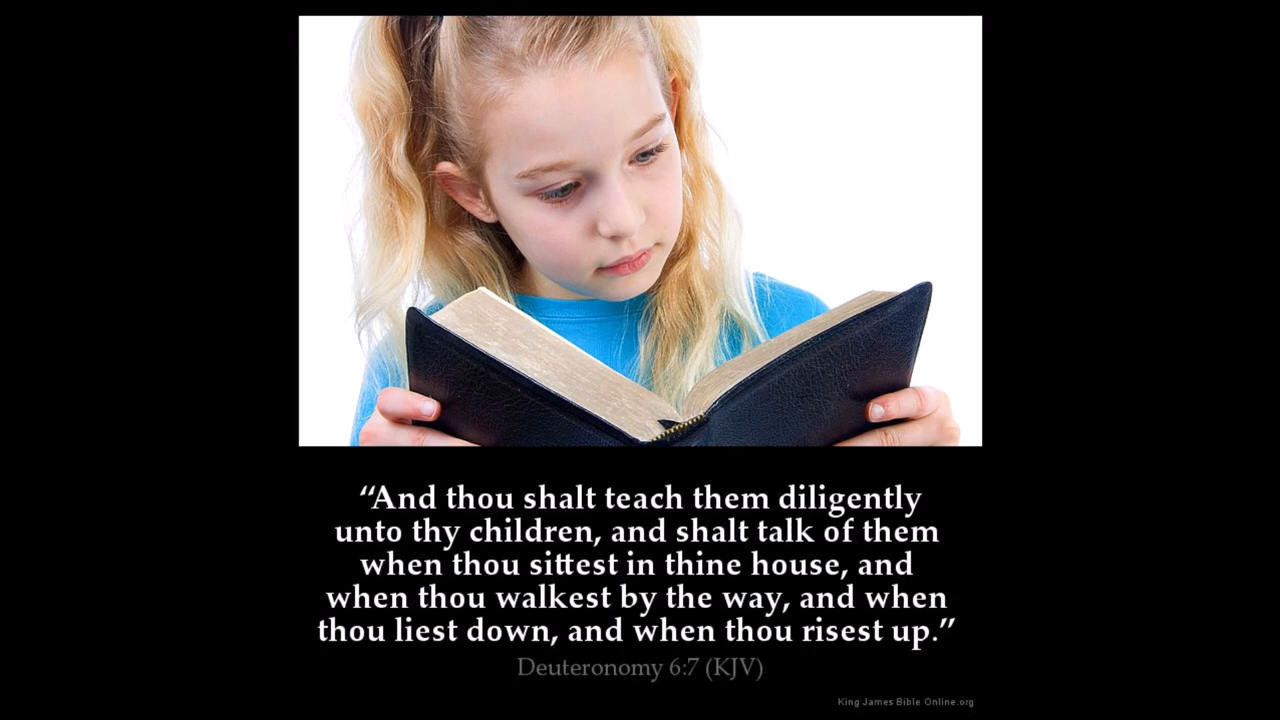 “And thou shalt teach them diligently
unto thy children, and shalt talk of them
when thou sittest in thine house, and
when thou walkest by the way, and when
thou liest down, and when thou risest up.”
Deuteronomy 6:7 (KJV)
King James Bible Online.org